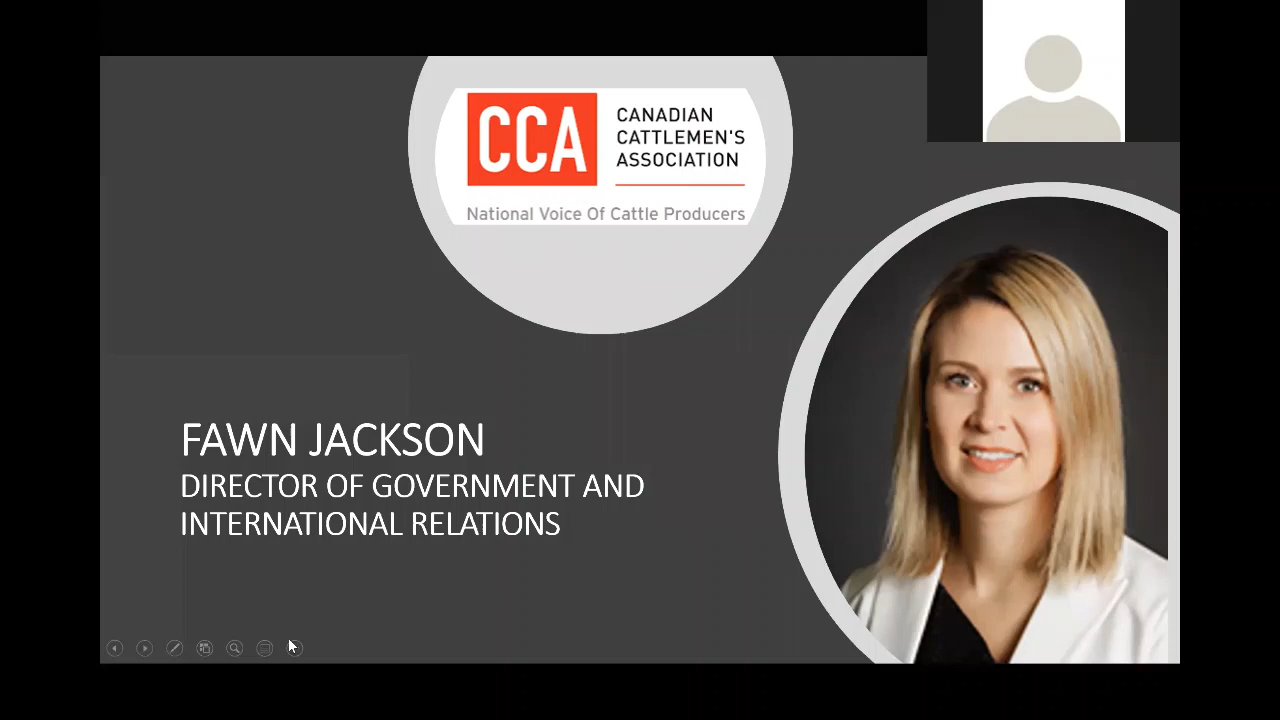 CCA
CANADIAN
CATTLEMEN'S
ASSOCIATION
National Voice Of Cattle Producers
FAWN JACKSON
DIRECTOR OF GOVERNMENT AND
INTERNATIONAL RELATIONS